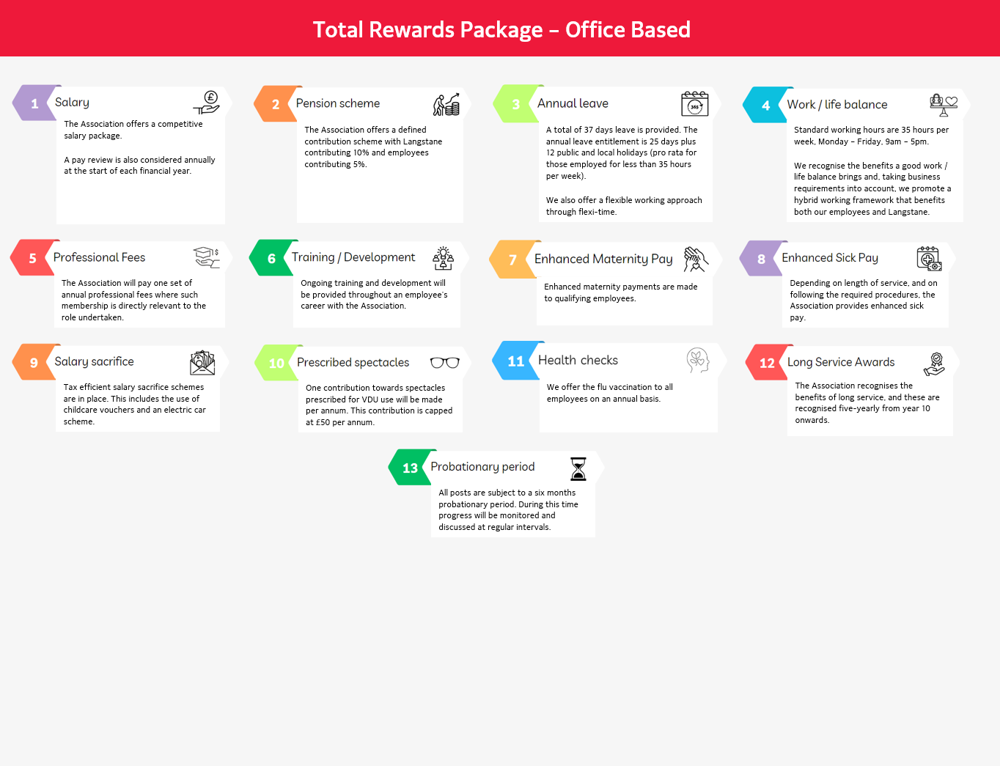 Total Rewards Package – Office Based
1
Salary
The Association offers a competitive
salary package.
A pay review is also considered annually
at the start of each financial year.
2
Pension scheme
The Association offers a defined
contribution scheme with Langstane
contributing 10% and employees
contributing 5%.
3
Annual leave
365
A total of 37 days leave is provided. The
annual leave entitlement is 25 days plus
12 public and local holidays (pro rata for
those employed for less than 35 hours
per week).
We also offer a flexible working approach
through flexi-time.
4
Work / life balance
Standard working hours are 35 hours per
week, Monday – Friday, 9am – 5pm.
We recognise the benefits a good work /
life balance brings and, taking business
requirements into account, we promote a
hybrid working framework that benefits
both our employees and Langstane.
5
Professional Fees
The Association will pay one set of
annual professional fees where such
membership is directly relevant to the
role undertaken.
6
Training / Development
Ongoing training and development will
be provided throughout an employee's
career with the Association.
7
Enhanced Maternity Pay
Enhanced maternity payments are made
to qualifying employees.
8
Enhanced Sick Pay
Depending on length of service, and on
following the required procedures, the
Association provides enhanced sick
pay.
9
Salary sacrifice
Tax efficient salary sacrifice schemes
are in place. This includes the use of
childcare vouchers and an electric car
scheme.
10
Prescribed spectacles
One contribution towards spectacles
prescribed for VDU use will be made
per annum. This contribution is capped
at £50 per annum.
11
Health checks
We offer the flu vaccination to all
employees on an annual basis.
12
Long Service Awards
The Association recognises the
benefits of long service, and these are
recognised five-yearly from year 10
onwards.
13
Probationary period
All posts are subject to a six months
probationary period. During this time
progress will be monitored and
discussed at regular intervals.